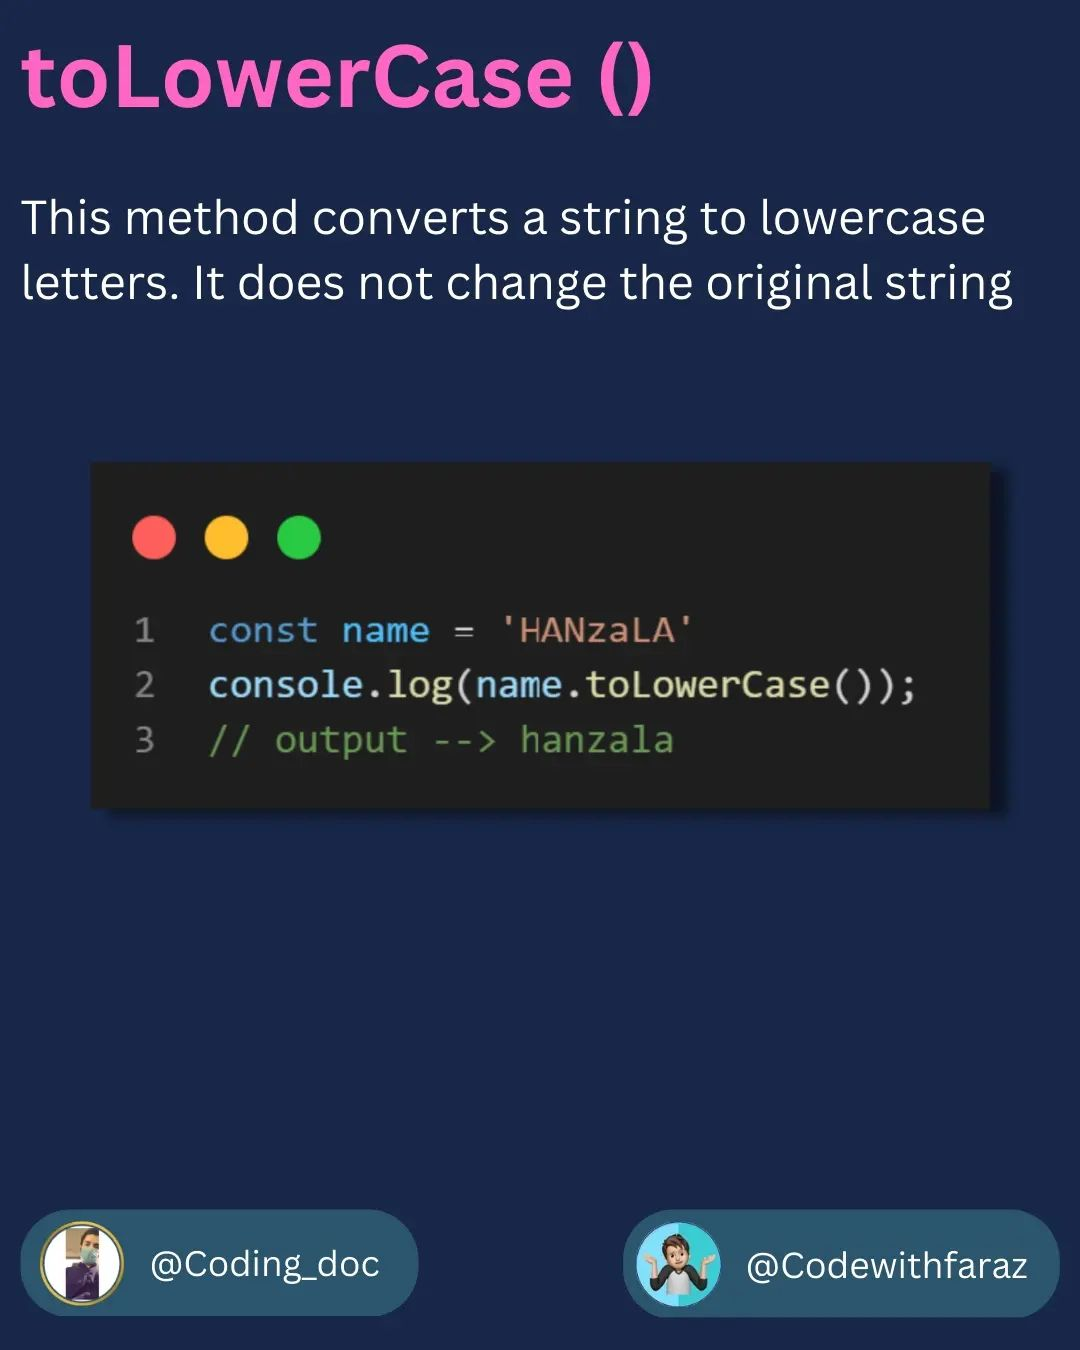 toLowerCase ()
This method converts a string to lowercase
letters. It does not change the original string
1 const name = 'HANzaLA'
2 console.log(name.toLowerCase());
3 // output --> hanzala
@Coding_doc
@Codewithfaraz